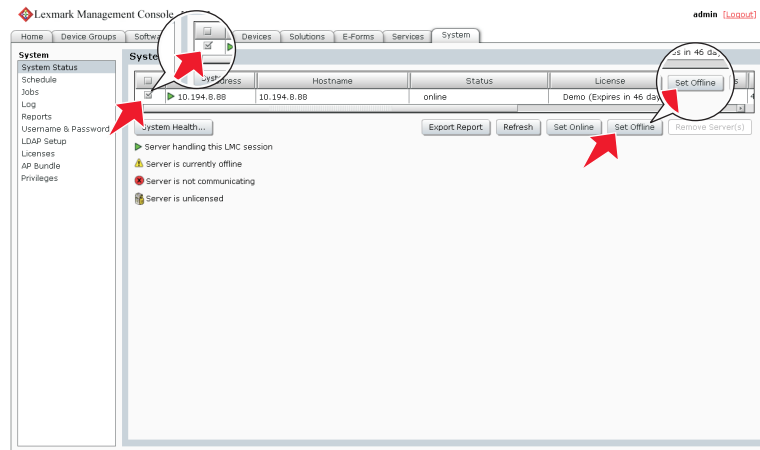 Lexmark Management Console
admin [Logout]
Home Device Groups Softwa Devices Solutions E-Forms Services System
System
System Status
Schedule
Jobs
Log
Reports
Username & Password
LDAP Setup
Licenses
AP Bundle
Privileges
Syste
Hostname Status License
10.194.8.88 10.194.8.88 online Demo (Expires in 46 day
es in 46 da
Set Offline
System Health... Export Report Refresh Set Online Set Offline Remove Server(s)
Server handling this LMC session
Server is currently offline
Server is not communicating
Server is unlicensed